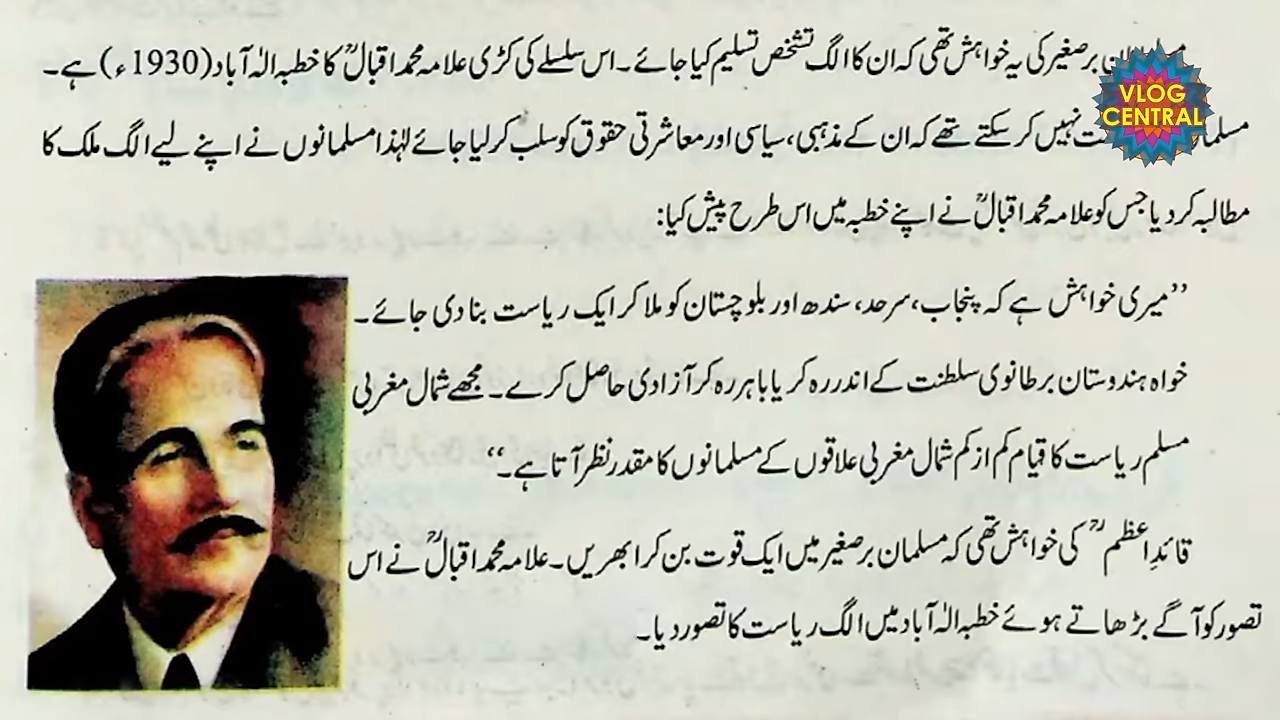 برصغیر کی یہ خواہش تھی کہ ان کا الگ تشخص تسلیم کیا جائے۔ اس سلسلے کی کڑی علامہ محمد اقبالؒ کا خطبہ الہٰ آباد (1930ء) ہے۔
نہیں کر سکتے تھے کہ ان کے مذہبی، سیاسی اور معاشرتی حقوق کو سلب کر لیا جائے لہٰذا مسلمانوں نے اپنے لیے الگ ملک کا
مطالبہ کر دیا جس کو علامہ محمد اقبالؒ نے اپنے خطبہ میں اس طرح پیش کیا:
’’میری خواہش ہے کہ پنجاب، سرحد، سندھ اور بلوچستان کو ملا کر ایک ریاست بنا دی جائے۔
خواہ ہندوستان برطانوی سلطنت کے اندر رہ کر یا باہر رہ کر آزادی حاصل کرے۔ مجھے شمال مغربی
مسلم ریاست کا قیام کم از کم شمال مغربی علاقوں کے مسلمانوں کا مقدر نظر آتا ہے۔‘‘
قائدِاعظمؒ کی خواہش تھی کہ مسلمان برصغیر میں ایک قوت بن کر ابھریں۔ علامہ محمد اقبالؒ نے اس
تصور کو آگے بڑھاتے ہوئے خطبہ الہٰ آباد میں الگ ریاست کا تصور دیا۔
VLOG
CENTRAL